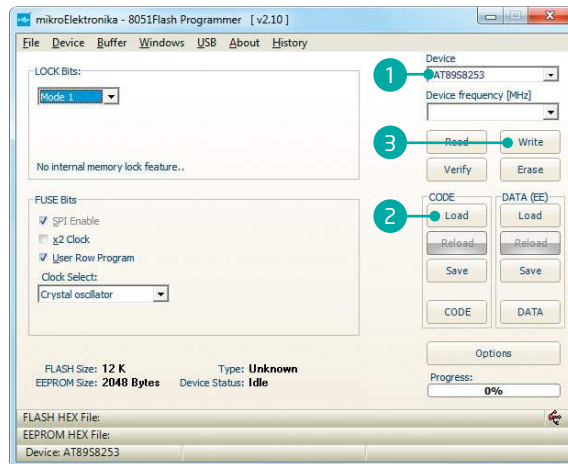 mikroElektronika - 8051Flash Programmer [ v2.10 ]
File Device Buffer Windows USB About History
LOCK Bits:
Mode 1
No internal memory lock feature..
FUSE Bits
SPI Enable
x2 Clock
User Row Program
Clock Select:
Crystal oscillator
FLASH Size: 12 K Type: Unknown
EEPROM Size: 2048 Bytes Device Status: Idle
Device
1 AT89S8253
Device frequency [MHz]
3
Read Write
Verify Erase
CODE DATA (EE)
2 Load Load
Reload Reload
Save Save
CODE DATA
Options
Progress:
0%
FLASH HEX File:
EEPROM HEX File:
Device: AT89S8253